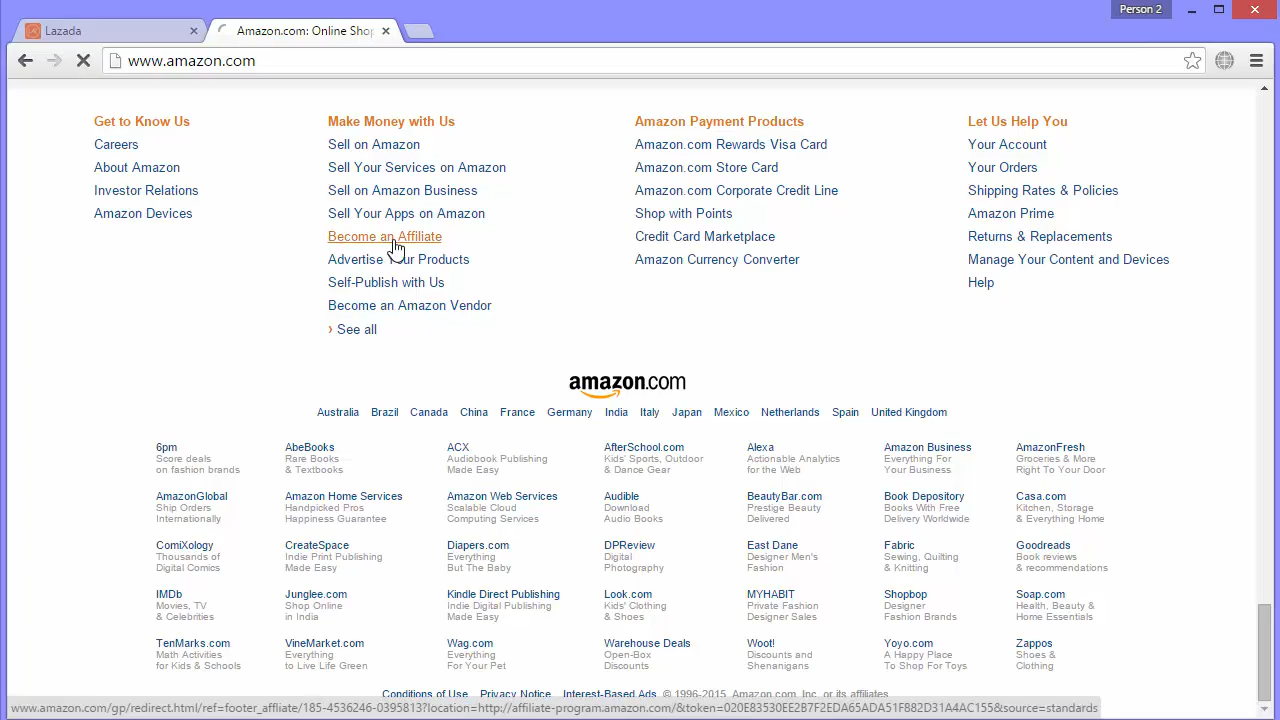 Person 2
Lazada
Amazon.com: Online Shop
www.amazon.com
Get to Know Us
Careers
About Amazon
Investor Relations
Amazon Devices
Make Money with Us
Sell on Amazon
Sell Your Services on Amazon
Sell on Amazon Business
Sell Your Apps on Amazon
Become an Affiliate
Advertise Your Products
Self-Publish with Us
Become an Amazon Vendor
› See all
Amazon Payment Products
Amazon.com Rewards Visa Card
Amazon.com Store Card
Amazon.com Corporate Credit Line
Shop with Points
Credit Card Marketplace
Amazon Currency Converter
Let Us Help You
Your Account
Your Orders
Shipping Rates & Policies
Amazon Prime
Returns & Replacements
Manage Your Content and Devices
Help
amazon.com
Australia Brazil Canada China France Germany India Italy Japan Mexico Netherlands Spain United Kingdom
6pm
Score deals
on fashion brands
AbeBooks
Rare Books
& Textbooks
ACX
Audiobook Publishing
Made Easy
AfterSchool.com
Kids' Sports, Outdoor
& Dance Gear
Alexa
Actionable Analytics
for the Web
Amazon Business
Everything For
Your Business
AmazonFresh
Groceries & More
Right To Your Door
AmazonGlobal
Ship Orders
Internationally
Amazon Home Services
Handpicked Pros
Happiness Guarantee
Amazon Web Services
Scalable Cloud
Computing Services
Audible
Download
Audio Books
BeautyBar.com
Prestige Beauty
Delivered
Book Depository
Books With Free
Delivery Worldwide
Casa.com
Kitchen, Storage
& Everything Home
ComiXology
Thousands of
Digital Comics
CreateSpace
Indie Print Publishing
Made Easy
Diapers.com
Everything
But The Baby
DPReview
Digital
Photography
East Dane
Designer Men's
Fashion
Fabric
Sewing, Quilting
& Knitting
Goodreads
Book reviews
& recommendations
IMDb
Movies, TV
& Celebrities
Junglee.com
Shop Online
in India
Kindle Direct Publishing
Indie Digital Publishing
Made Easy
Look.com
Kids' Clothing
& Shoes
MYHABIT
Private Fashion
Designer Sales
Shopbop
Designer
Fashion Brands
Soap.com
Health, Beauty &
Home Essentials
TenMarks.com
Math Activities
for Kids & Schools
VineMarket.com
Everything
to Live Life Green
Wag.com
Everything
For Your Pet
Warehouse Deals
Open-Box
Discounts
Woot!
Discounts and
Shenanigans
Yoyo.com
A Happy Place
To Shop For Toys
Zappos
Shoes &
Clothing
Conditions of Use Privacy Notice Interest-Based Ads © 1996-2015, Amazon.com, Inc. or its affiliates
www.amazon.com/gp/redirect.html/ref=footer_affliate/185-4536246-0395813?location=http://affiliate-program.amazon.com/&token=020E83530EE2B7F2EDA65ADA51F882D31A4AC155&source=standards